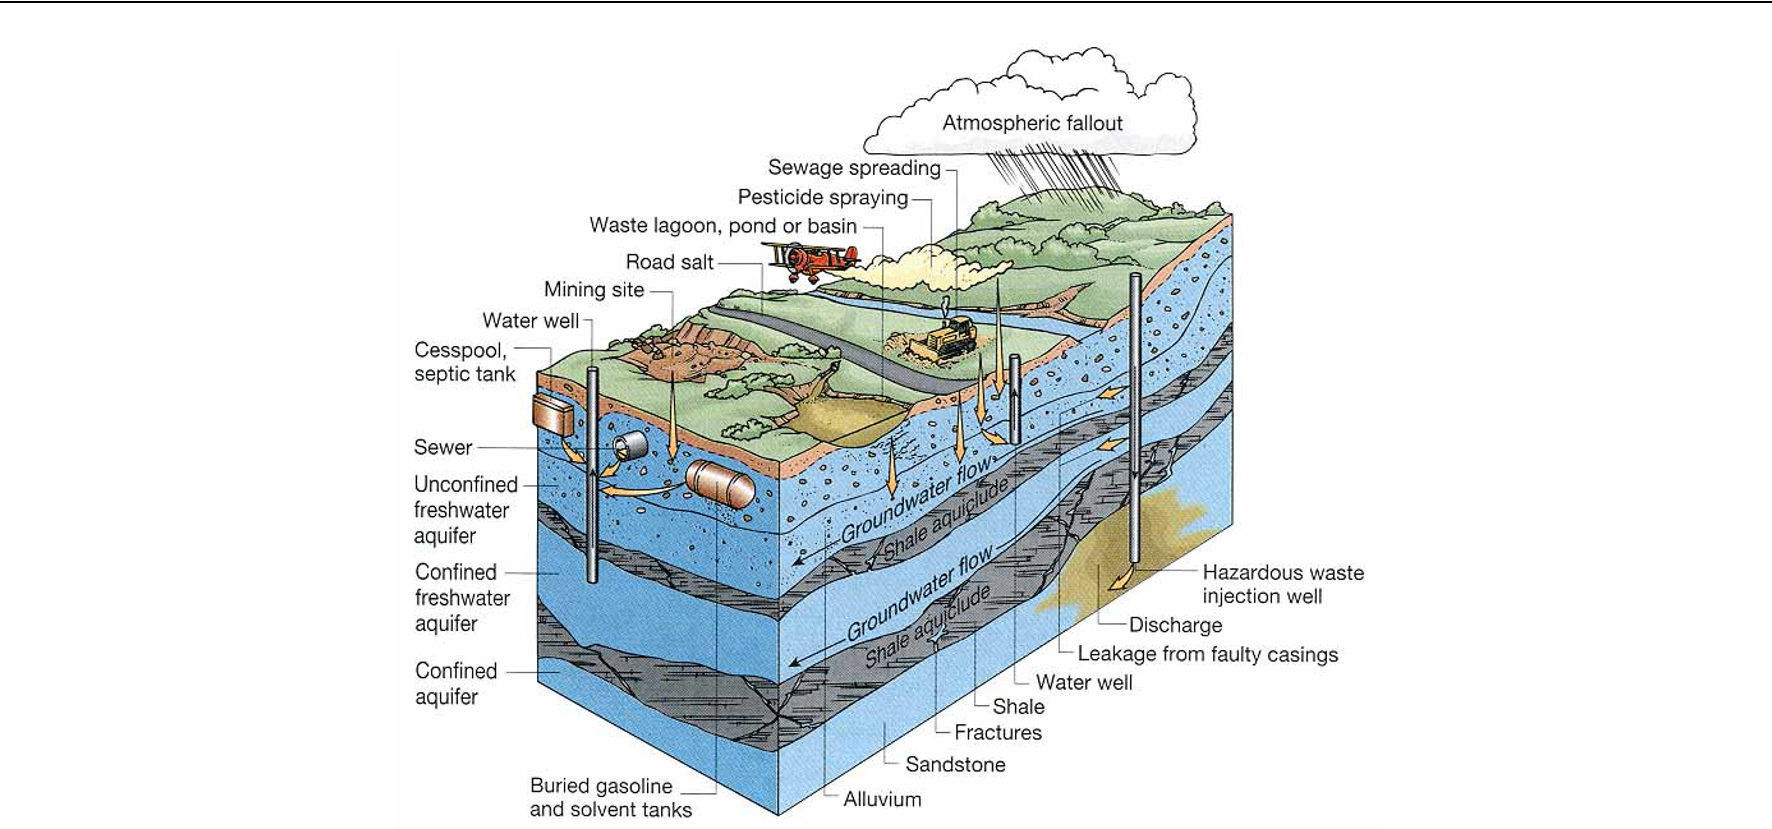 Atmospheric fallout
Sewage spreading
Pesticide spraying
Waste lagoon, pond or basin
Road salt
Mining site
Water well
Cesspool,
septic tank
Sewer
Unconfined
freshwater
aquifer
Confined
freshwater
aquifer
Confined
aquifer
Buried gasoline
and solvent tanks
Groundwater flow
Shale aquiclude
Groundwater flow
Shale aquiclude
Hazardous waste
injection well
Discharge
Leakage from faulty casings
Water well
Shale
Fractures
Sandstone
Alluvium